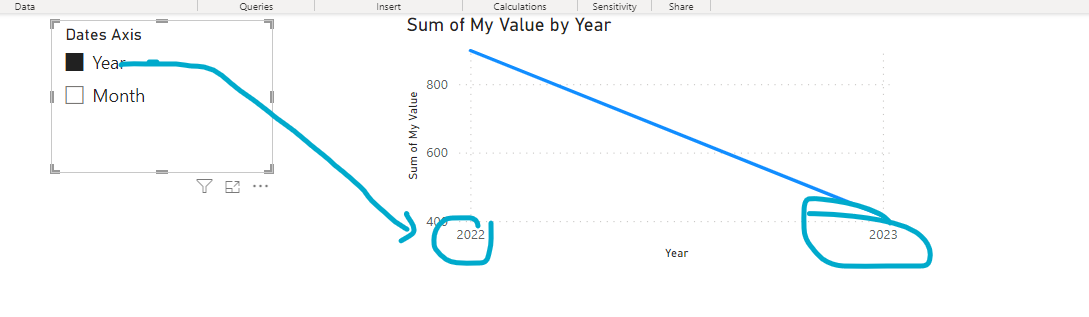 Data Queries Insert Calculations Sensitivity Share
Dates Axis
Year
Month
Sum of My Value by Year
Sum of My Value
800
600
400
2022 2023
Year